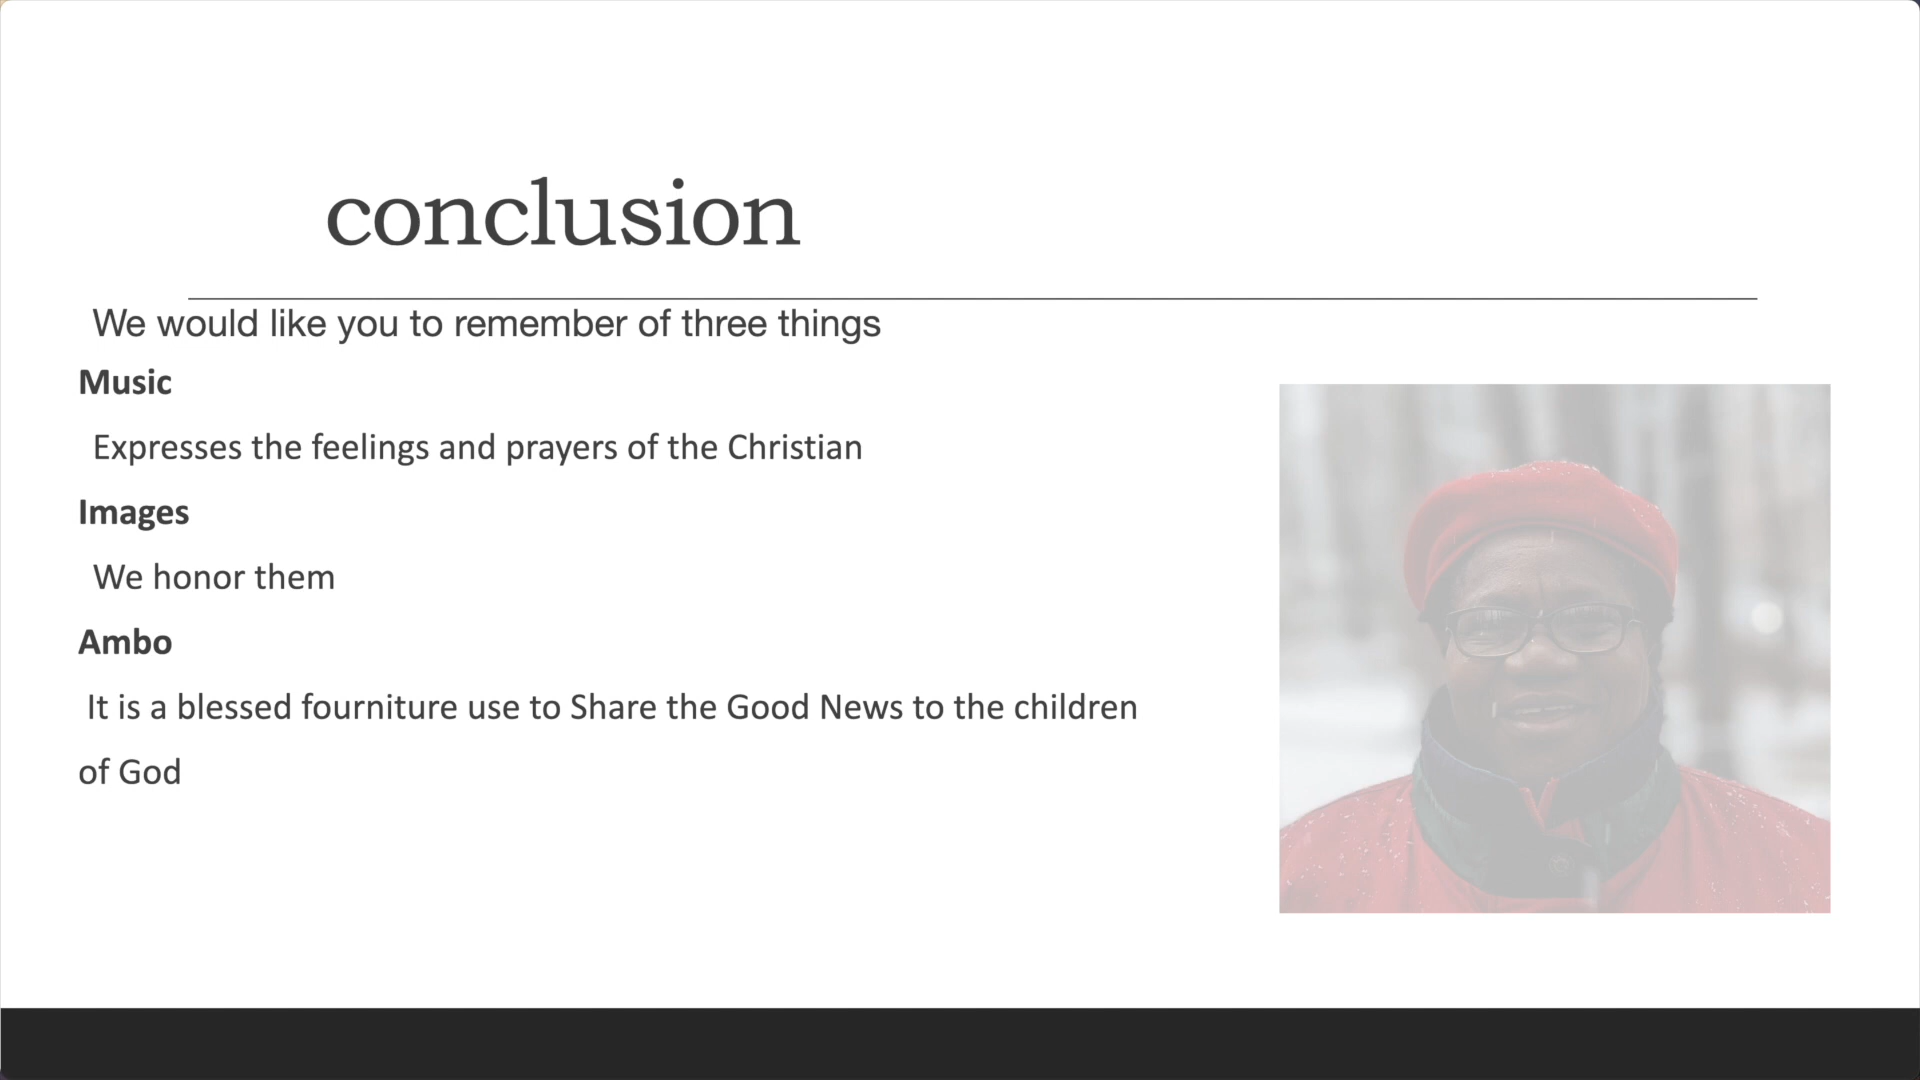 conclusion
We would like you to remember of three things
Music
Expresses the feelings and prayers of the Christian
Images
We honor them
Ambo
It is a blessed fourniture use to Share the Good News to the children
of God